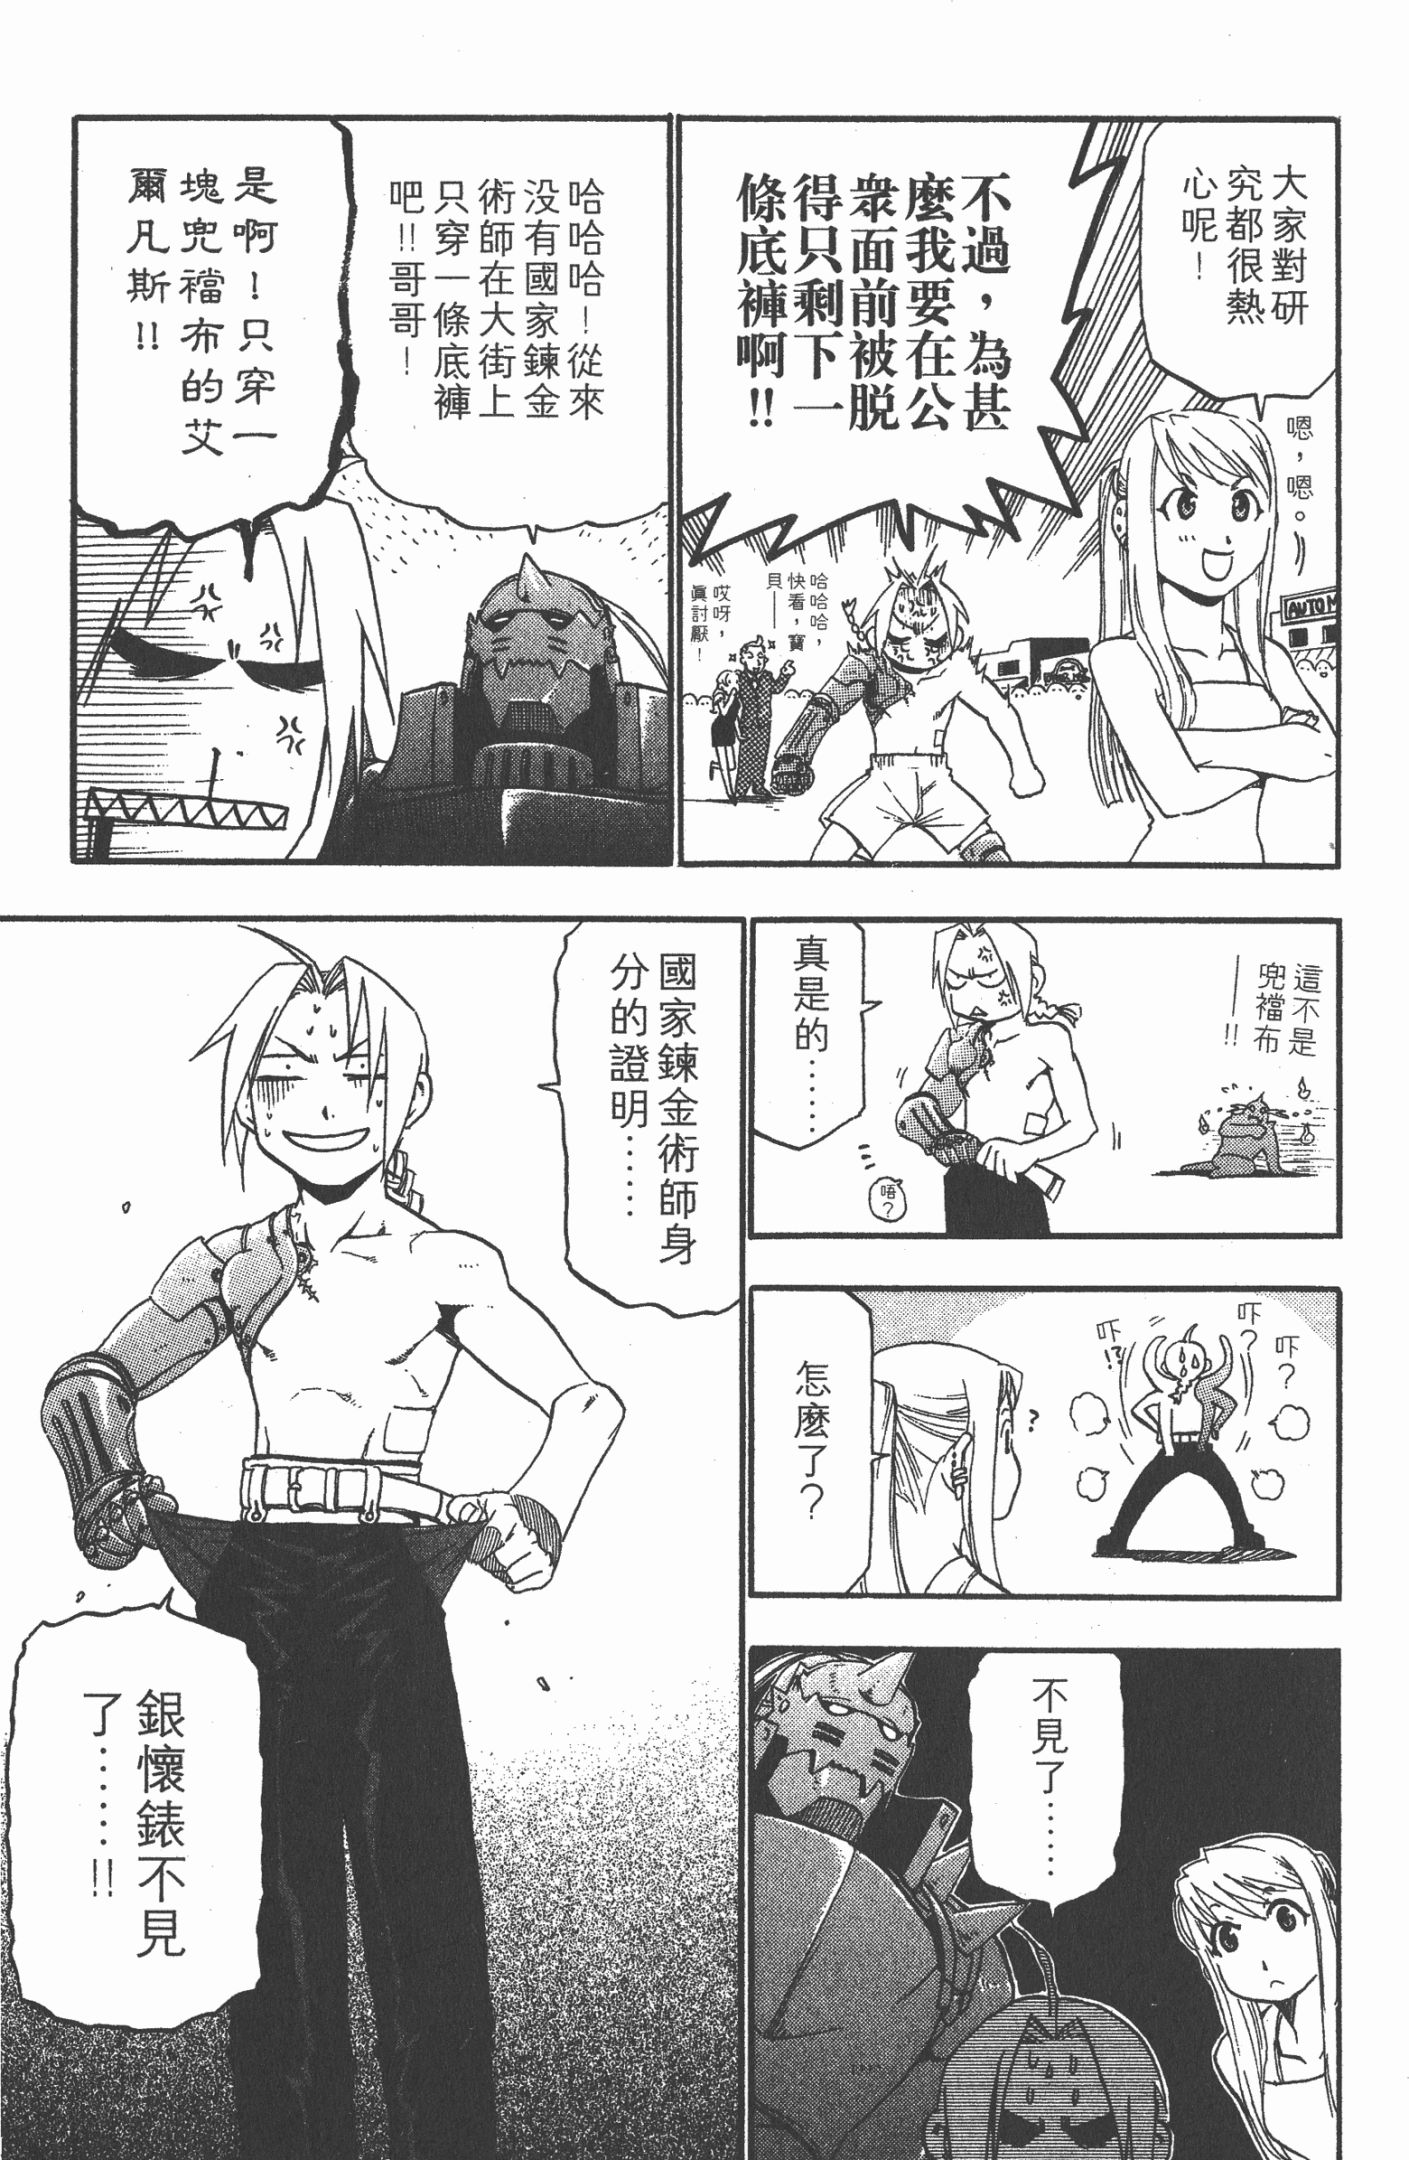 大家對研
究都很熱
心呢！
嗯，嗯。
AUTO M
不過，為甚
麼我要在公
衆面前被脱
得只剩下一
條底褲啊!!
哈哈哈，
快看，寶
貝——
哎呀，
眞討厭！
哈哈哈！從來
没有國家鍊金
術師在大街上
只穿一條底褲
吧!!哥哥！
是啊！只穿一
塊兜襠布的艾
爾凡斯!!
這不是
兜襠布
——!!
真是的……
唔？
吓？
吓？
吓!?
?
怎麼了？
不見了……
國家鍊金術師身
分的證明……
銀懷錶不見
了……!!